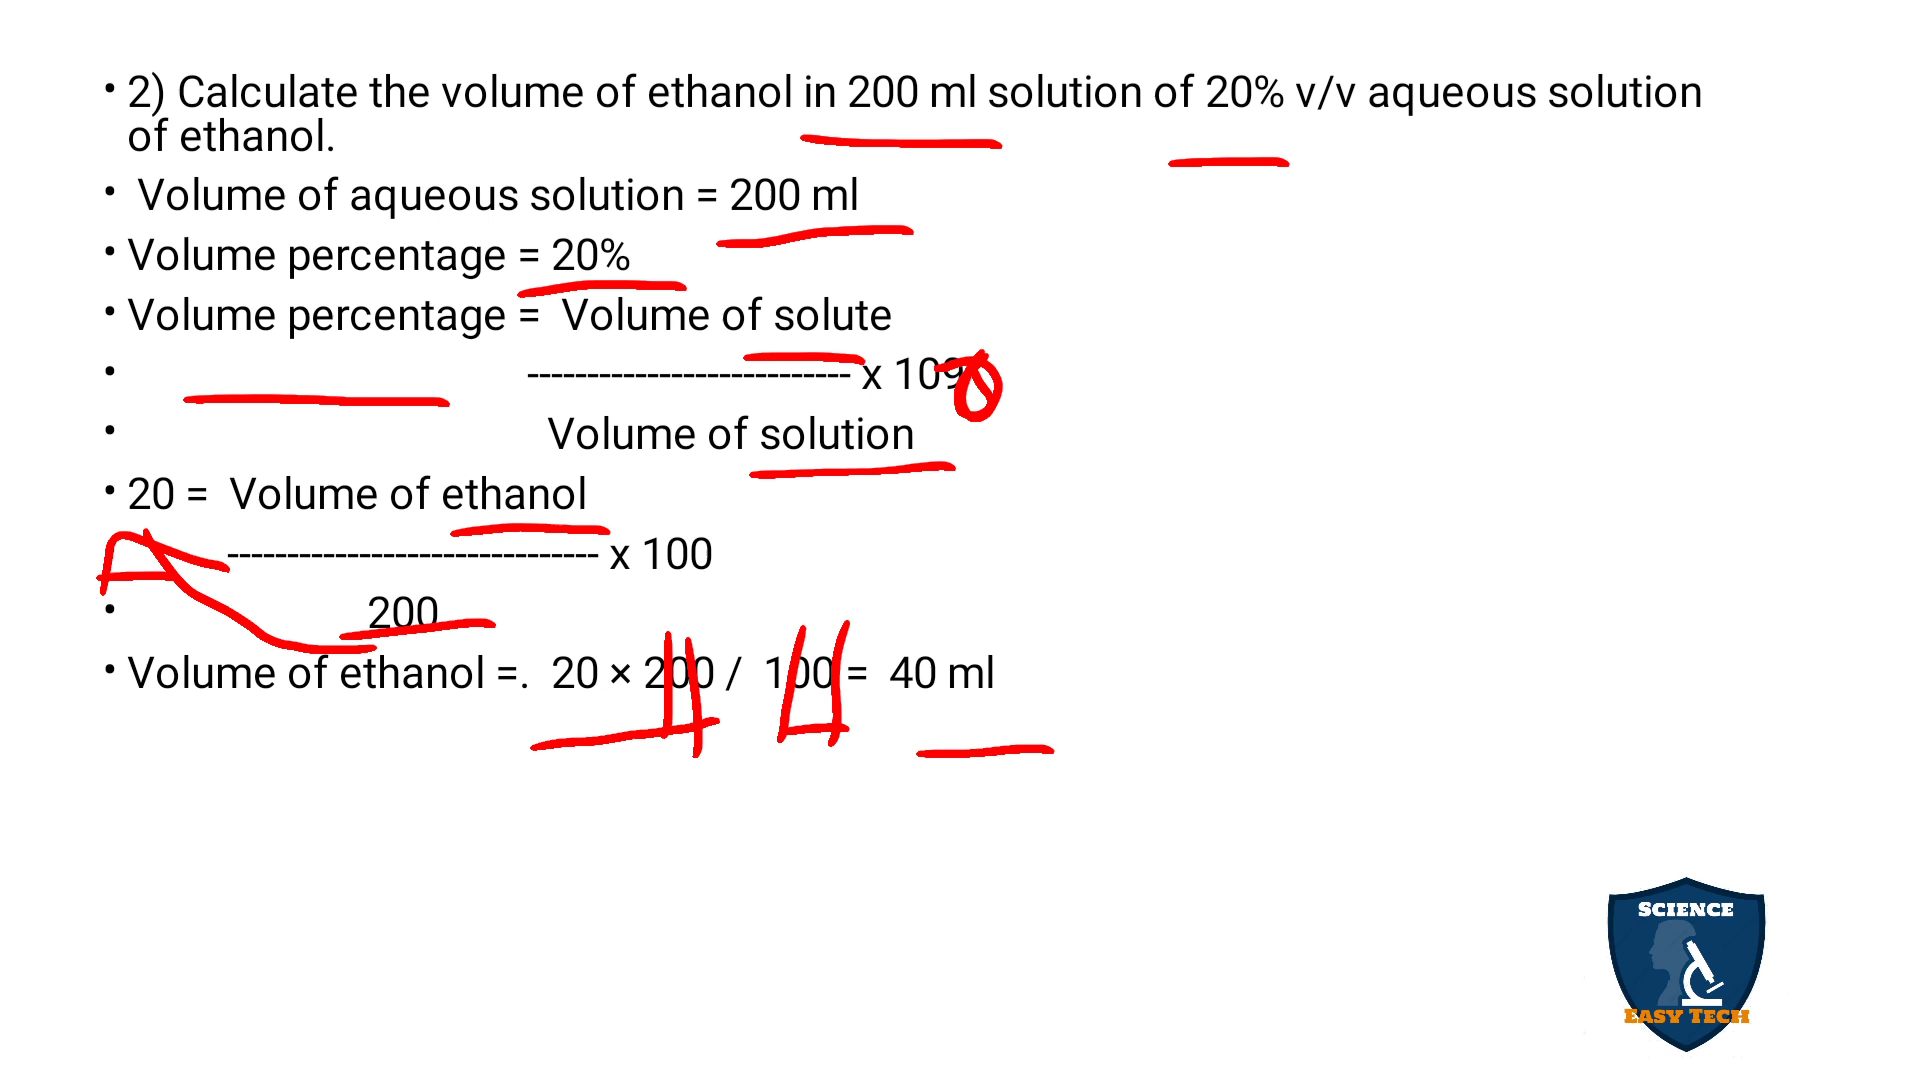 • 2) Calculate the volume of ethanol in 200 ml solution of 20% v/v aqueous solution
of ethanol.
• Volume of aqueous solution = 200 ml
• Volume percentage = 20%
• Volume percentage = Volume of solute
• --------------------------- x 109
• Volume of solution
• 20 = Volume of ethanol
------------------------------- x 100
• 200
• Volume of ethanol =. 20 × 200 / 100 = 40 ml
SCIENCE
EASY TECH